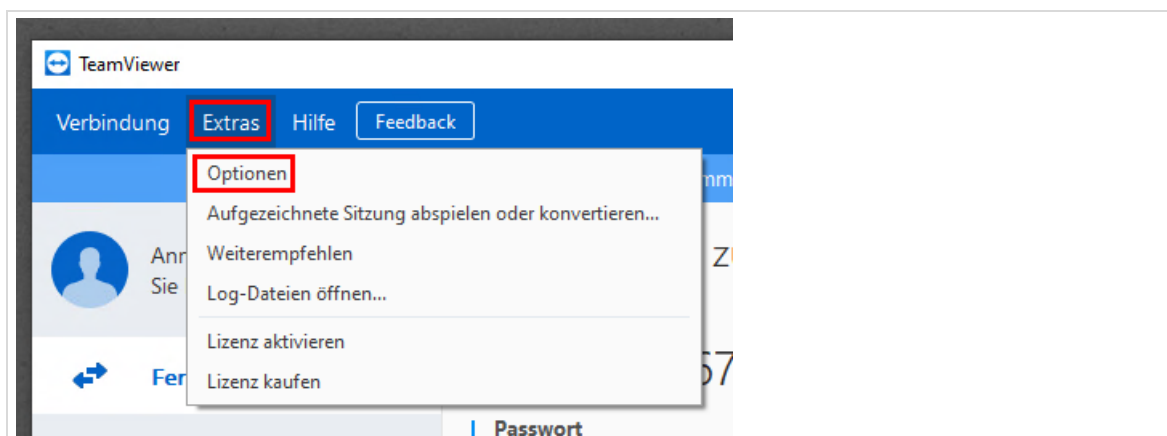 TeamViewer
Verbindung Extras Hilfe Feedback
Optionen
Aufgezeichnete Sitzung abspielen oder konvertieren...
Weiterempfehlen
Sie
Log-Dateien öffnen...
Lizenz aktivieren
Lizenz kaufen
Passwort